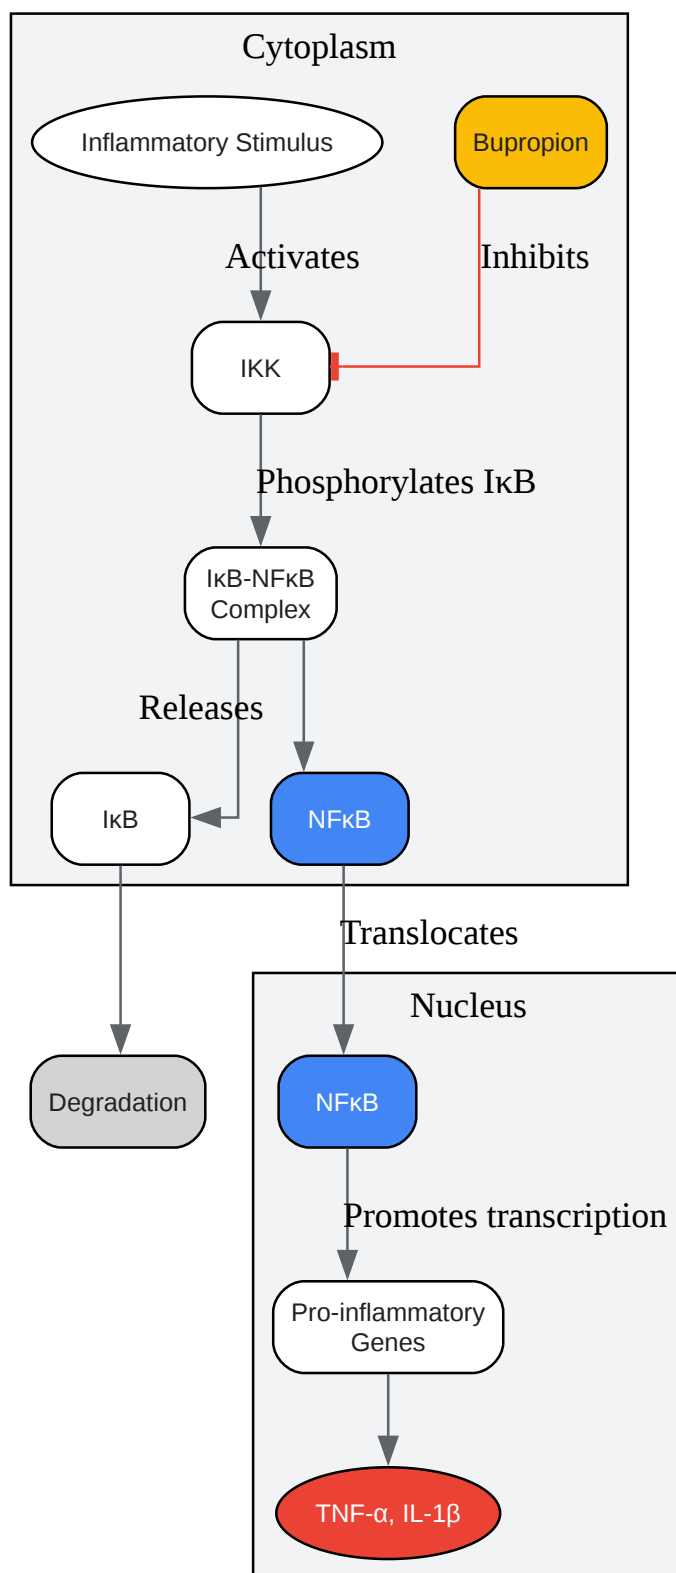 Cytoplasm
Inflammatory Stimulus
Bupropion
Activates
Inhibits
IKK
Phosphorylates IκB
IκB-NFκB
Complex
Releases
IκB
NFκB
Translocates
Nucleus
Degradation
NFκB
Promotes transcription
Pro-inflammatory
Genes
TNF-α, IL-1β